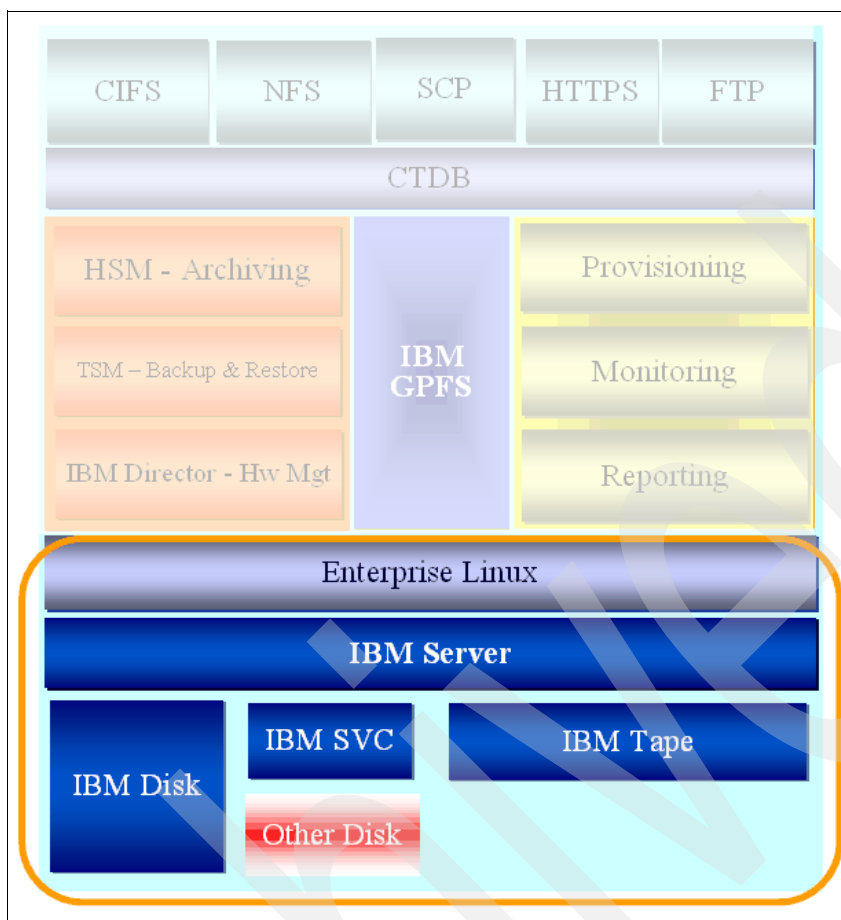 CIFS
NFS
SCP
HTTPS
FTP
CTDB
HSM - Archiving
TSM – Backup & Restore
IBM Director - Hw Mgt
IBM
GPFS
Provisioning
Monitoring
Reporting
Enterprise Linux
IBM Server
IBM Disk
IBM SVC
Other Disk
IBM Tape